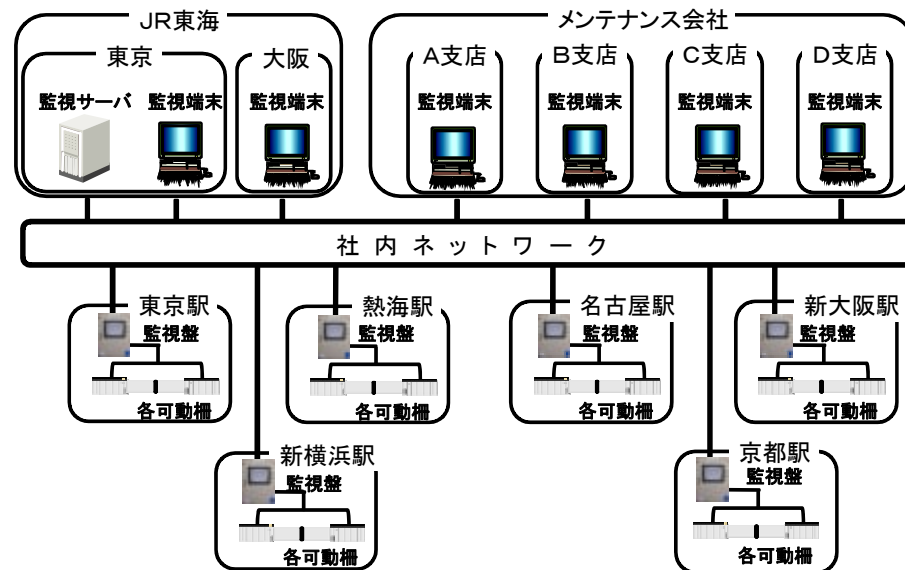 JR東海
メンテナンス会社
東京
大阪
A支店
B支店
C支店
D支店
監視サーバ
監視端末
監視端末
監視端末
監視端末
監視端末
監視端末
社内ネットワーク
東京駅
監視盤
各可動柵
熱海駅
監視盤
各可動柵
名古屋駅
監視盤
各可動柵
新大阪駅
監視盤
各可動柵
新横浜駅
監視盤
各可動柵
京都駅
監視盤
各可動柵